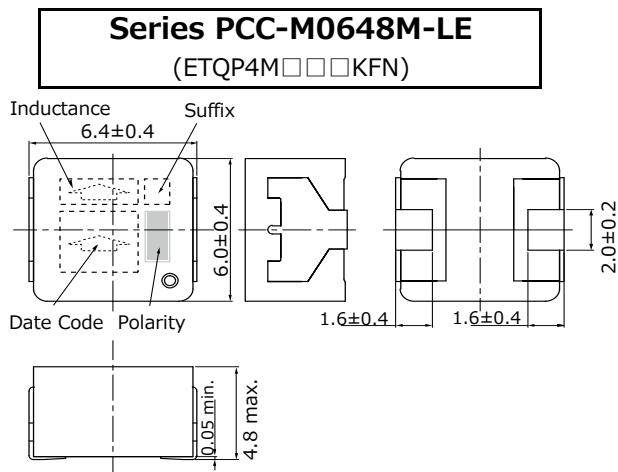 Series PCC-M0648M-LE
(ETQP4M□□□KFN)
Inductance
Suffix
6.4±0.4
6.0±0.4
2.0±0.2
Date Code
Polarity
1.6±0.4
1.6±0.4
0.05 min.
4.8 max.